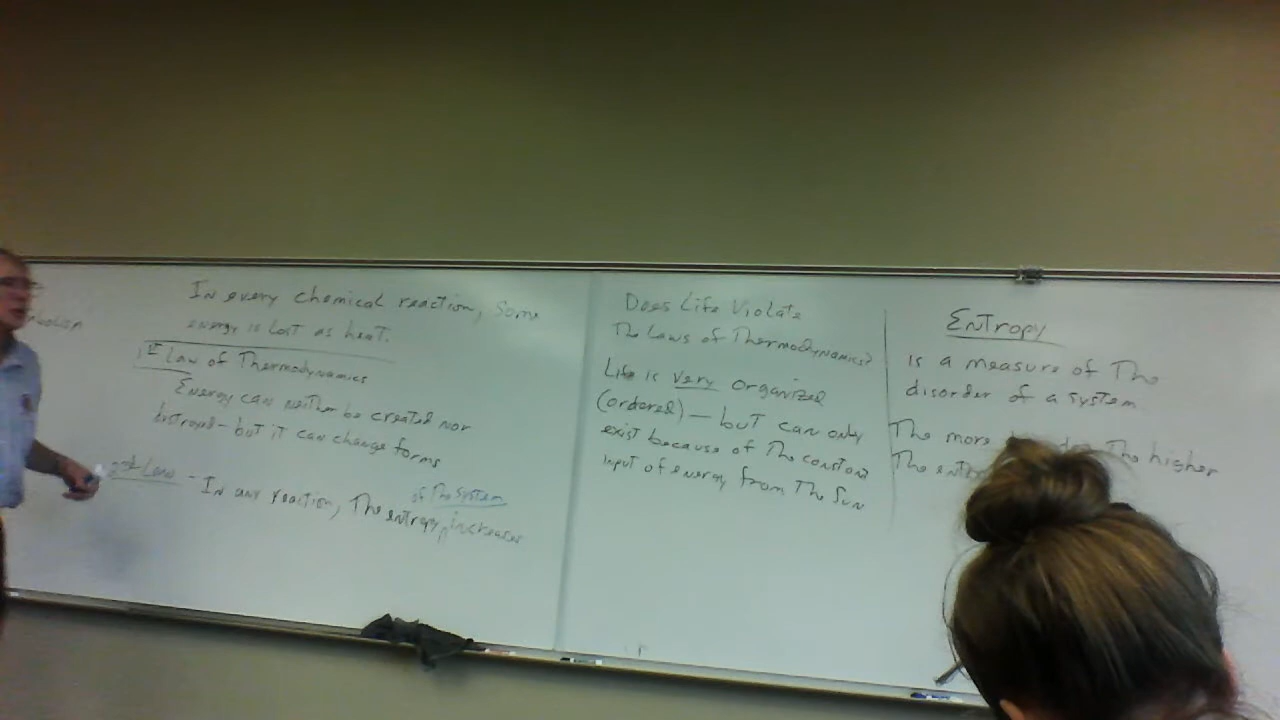 In every chemical reaction, some
energy is lost as heat.
1st Law of Thermodynamics
Energy can neither be created nor
destroyed - but it can change forms
2nd Law - In any reaction, The entropy increases
of The system
Does Life Violate
The Laws of Thermodynamics?
Life is very organized
(ordered) - but can only
exist because of The constant
input of energy from The Sun
Entropy
is a measure of The
disorder of a system
The more The higher
The